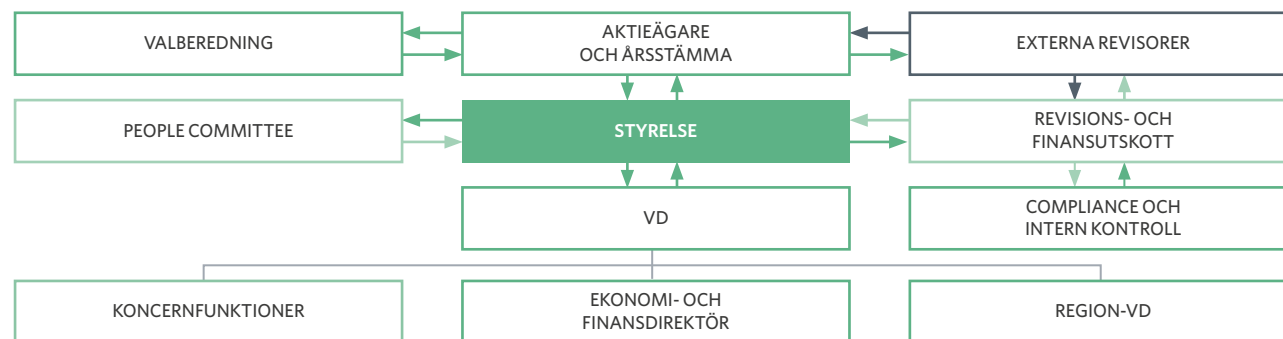 VALBEREDNING
AKTIEÄGARE
OCH ÅRSSTÄMMA
EXTERNA REVISORER
PEOPLE COMMITTEE
STYRELSE
REVISIONS- OCH
FINANSUTSKOTT
VD
COMPLIANCE OCH
INTERN KONTROLL
KONCERNFUNKTIONER
EKONOMI- OCH
FINANSDIREKTÖR
REGION-VD